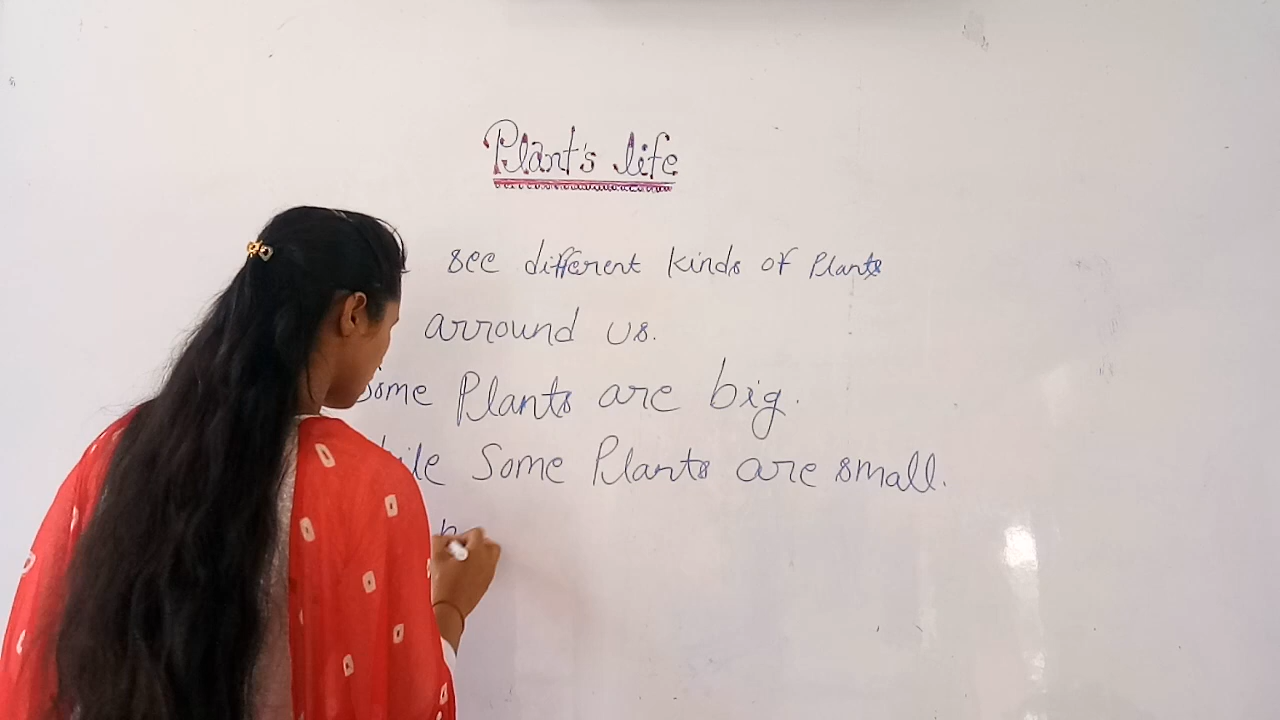 Plant's life
see different kinds of Plants
arround us.
Some Plants are big.
Some Plants are small.